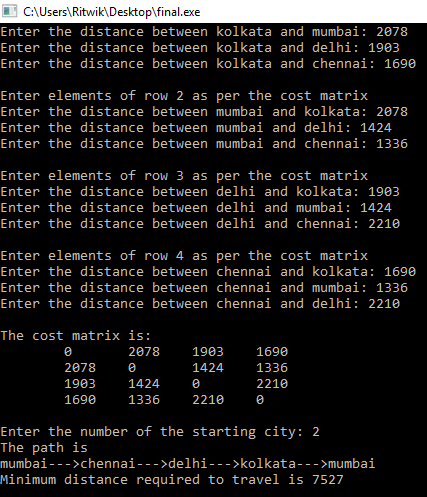 C:\Users\Ritwik\Desktop\final.exe
Enter the distance between kolkata and mumbai: 2078
Enter the distance between kolkata and delhi: 1903
Enter the distance between kolkata and chennai: 1690
Enter elements of row 2 as per the cost matrix
Enter the distance between mumbai and kolkata: 2078
Enter the distance between mumbai and delhi: 1424
Enter the distance between mumbai and chennai: 1336
Enter elements of row 3 as per the cost matrix
Enter the distance between delhi and kolkata: 1903
Enter the distance between delhi and mumbai: 1424
Enter the distance between delhi and chennai: 2210
Enter elements of row 4 as per the cost matrix
Enter the distance between chennai and kolkata: 1690
Enter the distance between chennai and mumbai: 1336
Enter the distance between chennai and delhi: 2210
The cost matrix is:
0 2078 1903 1690
2078 0 1424 1336
1903 1424 0 2210
1690 1336 2210 0
Enter the number of the starting city: 2
The path is
mumbai--->chennai--->delhi--->kolkata--->mumbai
Minimum distance required to travel is 7527